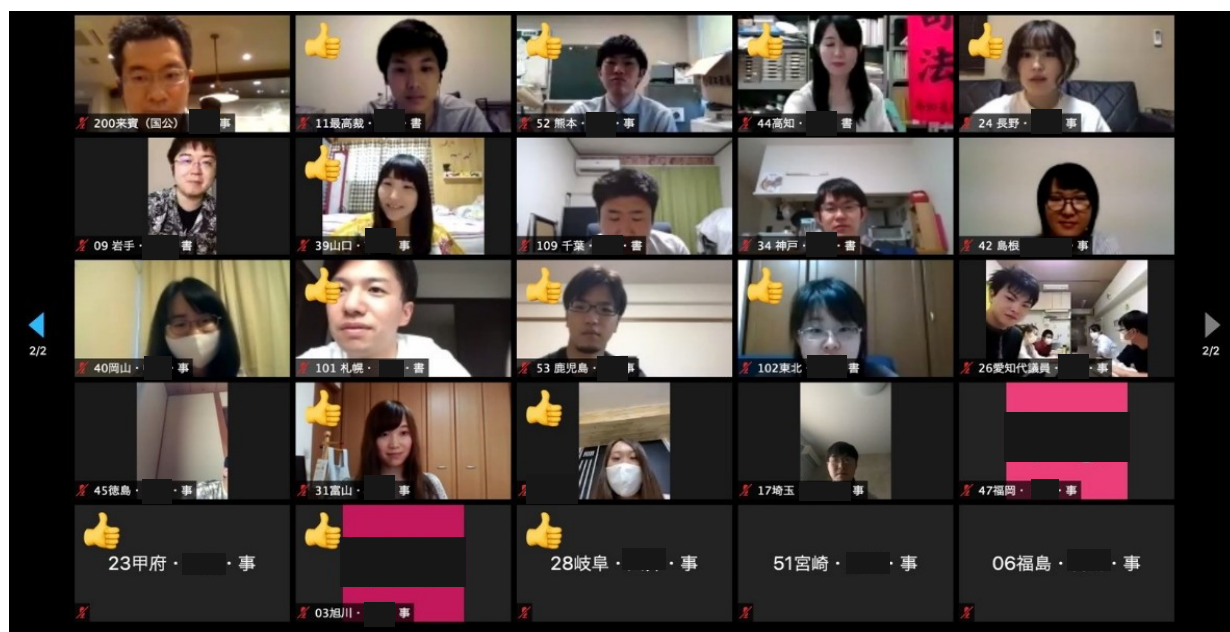 200来賓（国公） 事
11最高裁・ ・書
52 熊本・ ・事
44高知・ 書
司法
24 長野・ 事
09 岩手・ 書
39山口・ 事
109 千葉・ ・書
34 神戸・ ・書
42 島根 ・事
2/2
2/2
40岡山・ ・事
101 札幌・ ・書
53 鹿児島・ 事
102東北 書
26愛知代議員・ ・事
45徳島・ ・事
31富山・ 事
17埼玉 事
47福岡・ ・事
23甲府・ ・事
03旭川・ 事
28岐阜・ ・事
51宮崎・ ・事
06福島・ ・事